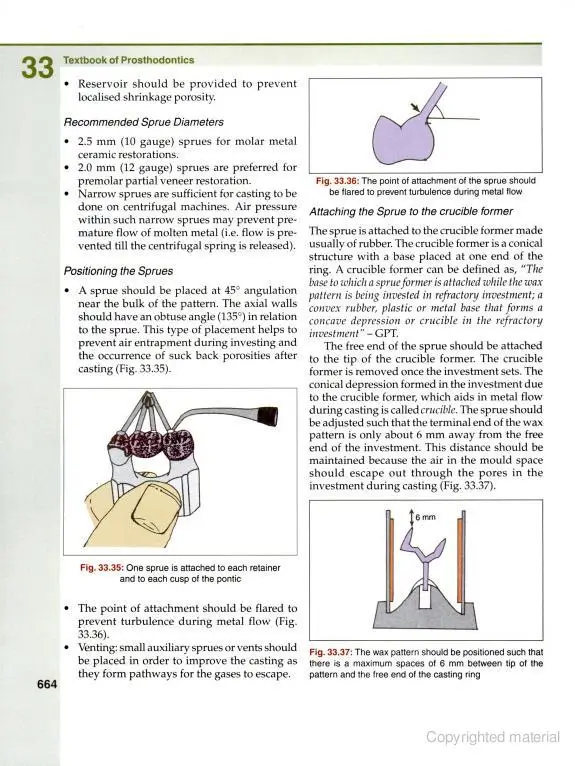 33
Textbook of Prosthodontics
• Reservoir should be provided to prevent
localised shrinkage porosity.
Recommended Sprue Diameters
• 2.5 mm (10 gauge) sprues for molar metal
ceramic restorations.
• 2.0 mm (12 gauge) sprues are preferred for
premolar partial veneer restoration.
• Narrow sprues are sufficient for casting to be
done on centrifugal machines. Air pressure
within such narrow sprues may prevent pre-
mature flow of molten metal (i.e. flow is pre-
vented till the centrifugal spring is released).
Positioning the Sprues
• A sprue should be placed at 45° angulation
near the bulk of the pattern. The axial walls
should have an obtuse angle (135°) in relation
to the sprue. This type of placement helps to
prevent air entrapment during investing and
the occurrence of suck back porosities after
casting (Fig. 33.35).
Fig. 33.35: One sprue is attached to each retainer
and to each cusp of the pontic
• The point of attachment should be flared to
prevent turbulence during metal flow (Fig.
33.36).
• Venting: small auxiliary sprues or vents should
be placed in order to improve the casting as
they form pathways for the gases to escape.
664
Fig. 33.36: The point of attachment of the sprue should
be flared to prevent turbulence during metal flow
Attaching the Sprue to the crucible former
The sprue is attached to the crucible former made
usually of rubber. The crucible former is a conical
structure with a base placed at one end of the
ring. A crucible former can be defined as, "The
base to which a sprue former is attached while the wax
pattern is being invested in refractory investment; a
convex rubber, plastic or metal base that forms a
concave depression or crucible in the refractory
investment" – GPT.
The free end of the sprue should be attached
to the tip of the crucible former. The crucible
former is removed once the investment sets. The
conical depression formed in the investment due
to the crucible former, which aids in metal flow
during casting is called crucible. The sprue should
be adjusted such that the terminal end of the wax
pattern is only about 6 mm away from the free
end of the investment. This distance should be
maintained because the air in the mould space
should escape out through the pores in the
investment during casting (Fig. 33.37).
6 mm
Fig. 33.37: The wax pattern should be positioned such that
there is a maximum spaces of 6 mm between tip of the
pattern and the free end of the casting ring
Copyrighted material